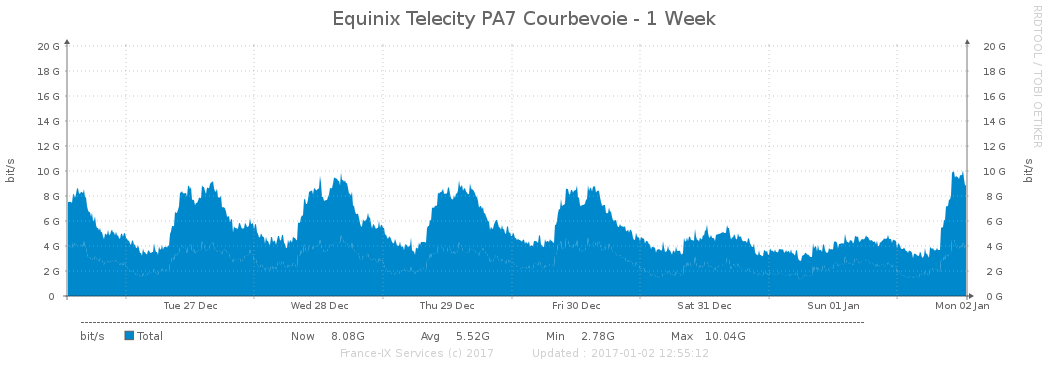 Equinix Telecity PA7 Courbevoie - 1 Week
RRDTOOL / TOBI OETIKER
20 G 20 G
18 G 18 G
16 G 16 G
14 G 14 G
12 G 12 G
10 G 10 G
8 G 8 G
6 G 6 G
4 G 4 G
2 G 2 G
0 0 G
bit/s
bit/s
Tue 27 Dec Wed 28 Dec Thu 29 Dec Fri 30 Dec Sat 31 Dec Sun 01 Jan Mon 02 Jan
bit/s Total Now 8.08G Avg 5.52G Min 2.78G Max 10.04G
France-IX Services (c) 2017 Updated : 2017-01-02 12:55:12